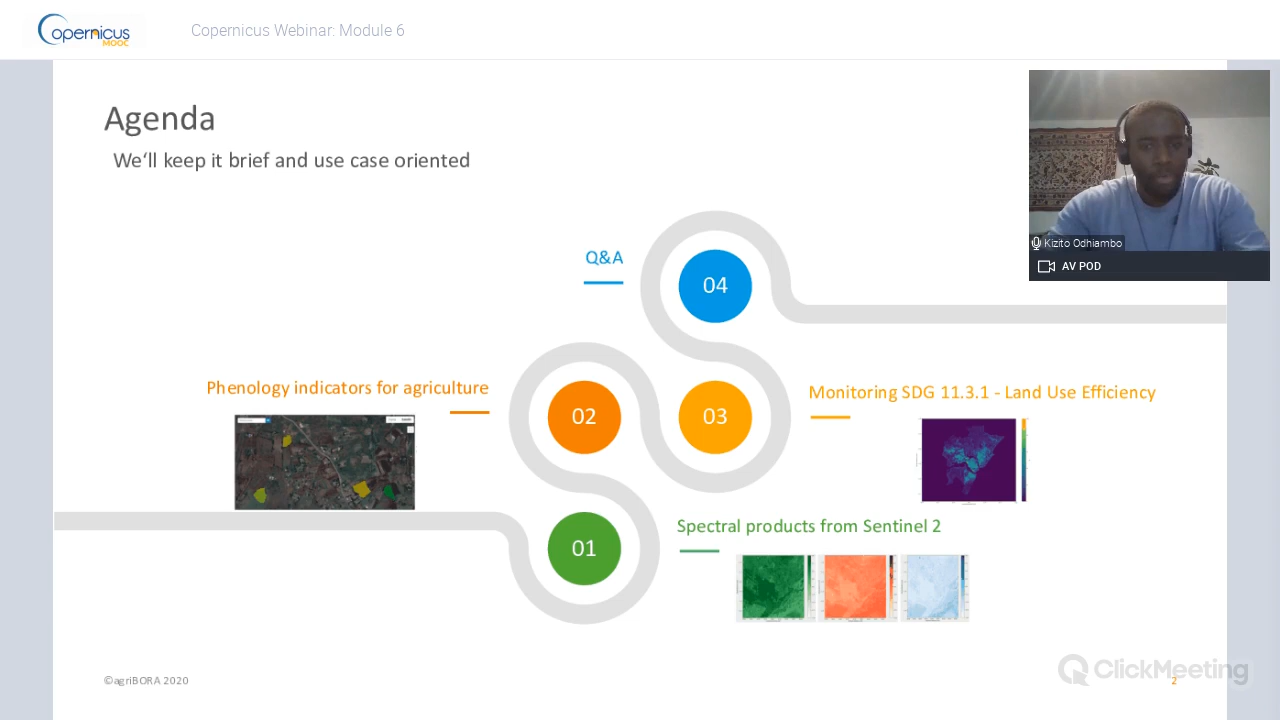 Copernicus
MOOC
Copernicus Webinar: Module 6
Agenda
We'll keep it brief and use case oriented
Kizito Odhiambo
AV POD
Q&A
04
Phenology indicators for agriculture
02
03
Monitoring SDG 11.3.1 - Land Use Efficiency
01
Spectral products from Sentinel 2
©agriBORA 2020
ClickMeeting
2